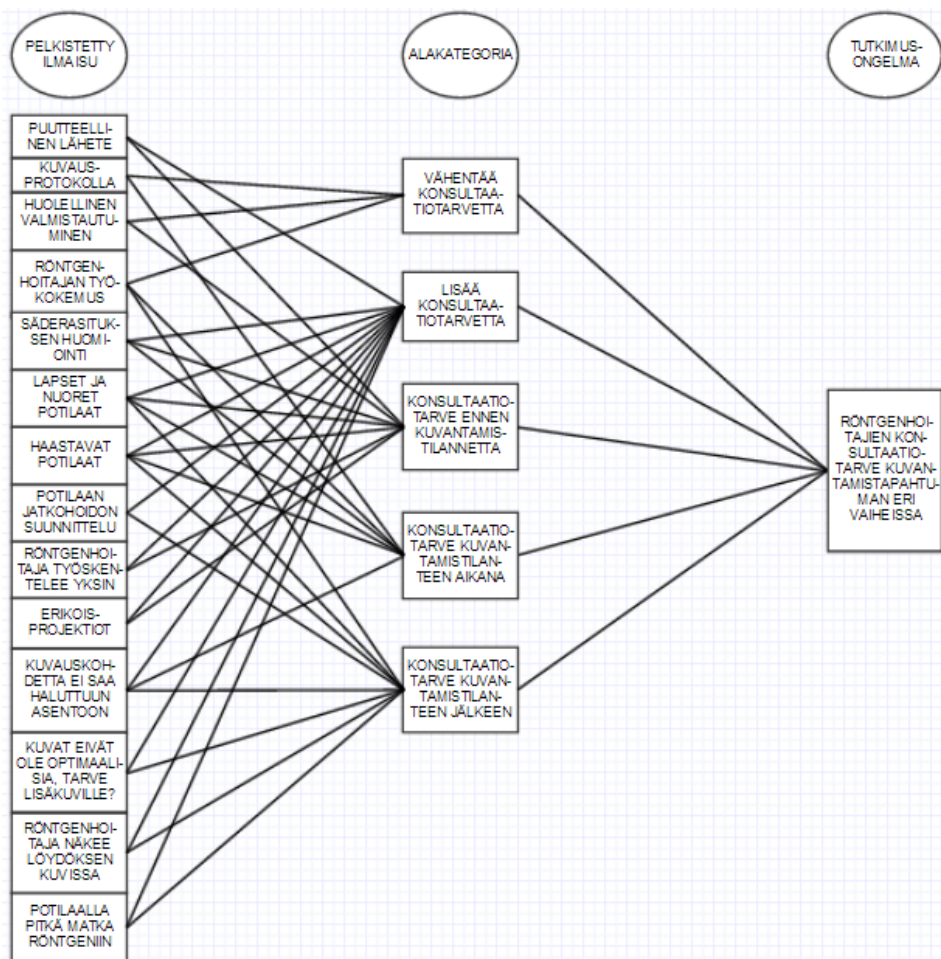 PELKISTETTY
ILMAISU
ALAKATEGORIA
TUTKIMUS-
ONGELMA
PUUTTEELLI-
NEN LÄHETE
KUVAUS-
PROTOKOLLA
HUOLELLINEN
VALMISTAUTU-
MINEN
RÖNTGEN-
HOITAJAN TYÖ-
KOKEMUS
SÄDERASITUK-
SEN HUOMI-
OINTI
LAPSET JA
NUORET
POTILAAT
HAASTAVAT
POTILAAT
POTILAAN
JATKOHOIDON
SUUNNITTELU
RÖNTGENHOI-
TAJA TYÖSKEN-
TELEE YKSIN
ERIKOIS-
PROJEKTIOT
KUVAUSKOH-
DETTA EI SAA
HALUTTUUN
ASENTOON
KUVAT EIVÄT
OLE OPTIMAALI-
SIA, TARVE
LISÄKUVILLE?
RÖNTGENHOI-
TAJA NÄKEE
LÖYDÖKSEN
KUVISSA
POTILAALLA
PITKÄ MATKA
RÖNTGENIIN
VÄHENTÄÄ
KONSULTAA-
TIOTARVETTA
LISÄÄ
KONSULTAA-
TIOTARVETTA
KONSULTAATIO-
TARVE ENNEN
KUVANTAMIS-
TILANNETTA
KONSULTAATIO-
TARVE KUVAN-
TAMISTILAN-
TEEN AIKANA
KONSULTAATIO-
TARVE KUVAN-
TAMISTILAN-
TEEN JÄLKEEN
RÖNTGENHOI-
TAJIEN KON-
SULTAATIO-
TARVE KUVAN-
TAMISTAPAHTU-
MAN ERI
VAIHEISSA